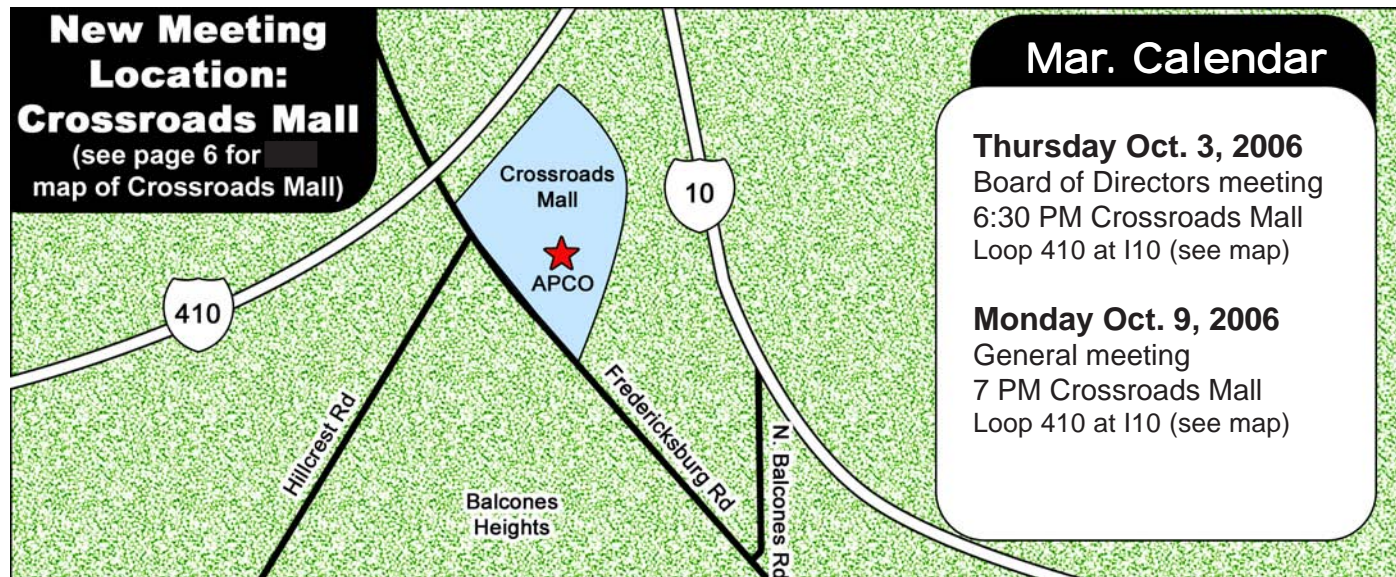 New Meeting
Location:
Crossroads Mall
(see page 6 for
map of Crossroads Mall)
Mar. Calendar
Thursday Oct. 3, 2006
Board of Directors meeting
6:30 PM Crossroads Mall
Loop 410 at I10 (see map)
Monday Oct. 9, 2006
General meeting
7 PM Crossroads Mall
Loop 410 at I10 (see map)
Crossroads
Mall
APCO
10
410
Hillcrest Rd
Fredericksburg Rd
N. Balcones Rd
Balcones
Heights